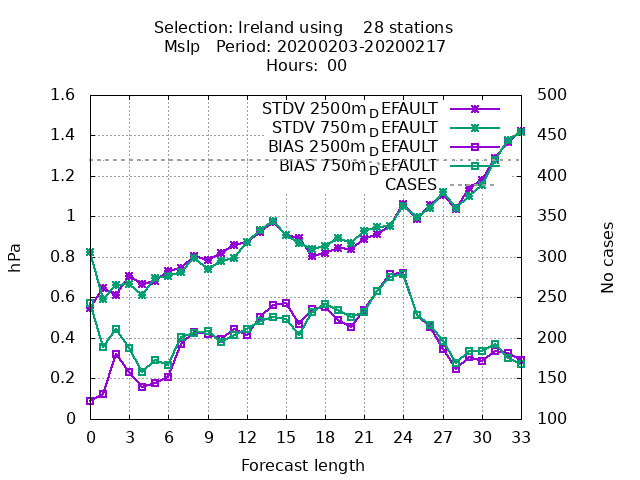 Selection: Ireland using 28 stations
Mslp Period: 20200203-20200217
Hours: 00
STDV 2500m_DEFAULT
STDV 750m_DEFAULT
BIAS 2500m_DEFAULT
BIAS 750m_DEFAULT
CASES
1.6
1.4
1.2
1
0.8
0.6
0.4
0.2
0
hPa
500
450
400
350
300
250
200
150
100
No cases
0 3 6 9 12 15 18 21 24 27 30 33
Forecast length